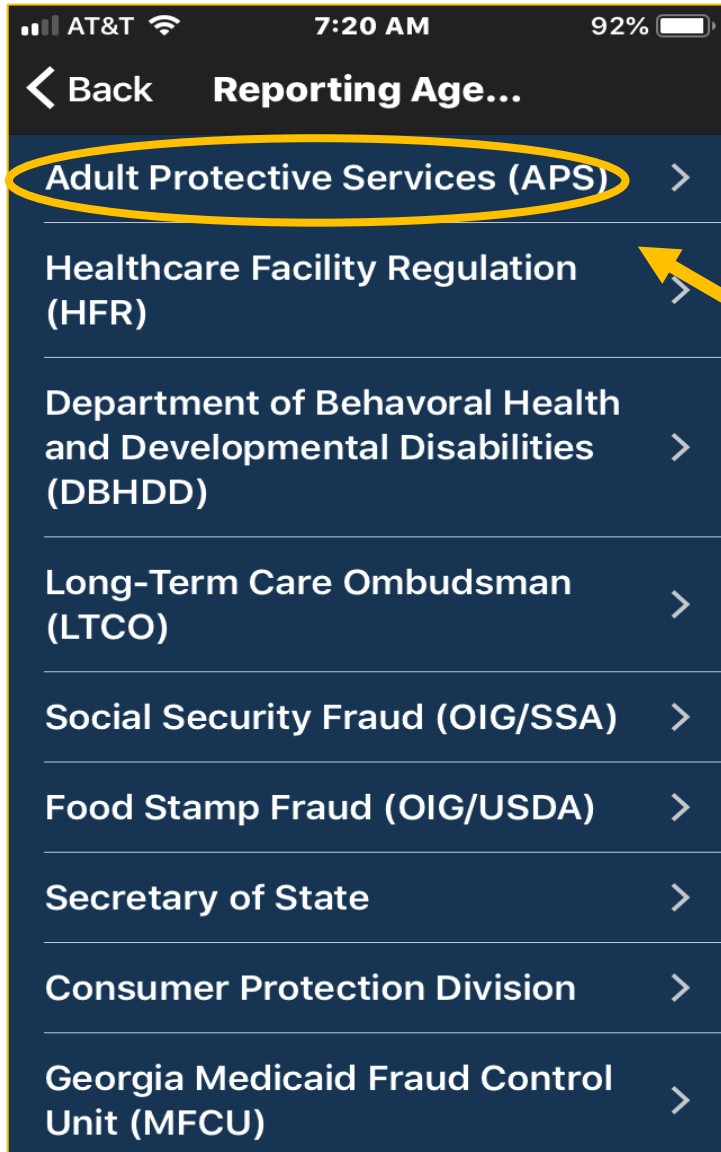 AT&T 7:20 AM 92%
Back Reporting Age...
Adult Protective Services (APS)
Healthcare Facility Regulation
(HFR)
Department of Behavoral Health
and Developmental Disabilities
(DBHDD)
Long-Term Care Ombudsman
(LTCO)
Social Security Fraud (OIG/SSA)
Food Stamp Fraud (OIG/USDA)
Secretary of State
Consumer Protection Division
Georgia Medicaid Fraud Control
Unit (MFCU)